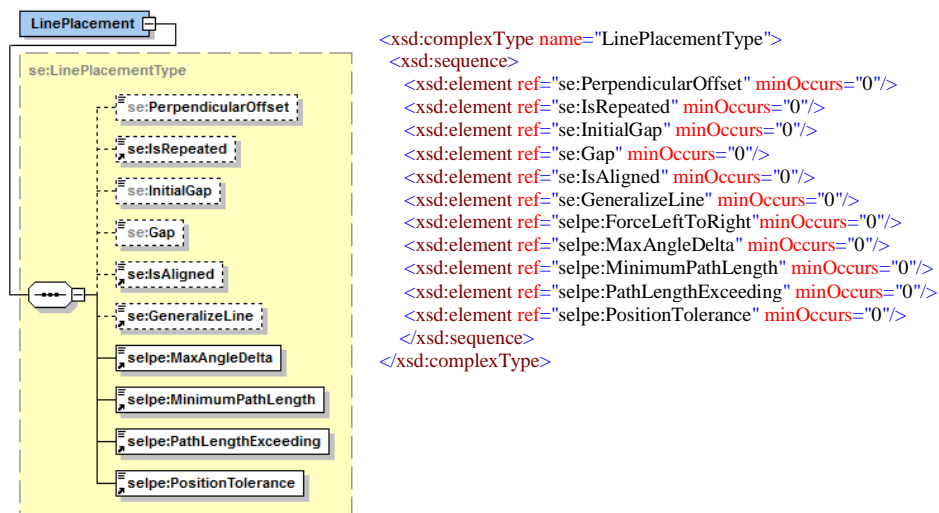 LinePlacement
se:LinePlacementType
se:PerpendicularOffset
se:IsRepeated
se:InitialGap
se:Gap
se:IsAligned
se:GeneralizeLine
selpe:MaxAngleDelta
selpe:MinimumPathLength
selpe:PathLengthExceeding
selpe:PositionTolerance
<xsd:complexType name="LinePlacementType">
<xsd:sequence>
<xsd:element ref="se:PerpendicularOffset" minOccurs="0"/>
<xsd:element ref="se:IsRepeated" minOccurs="0"/>
<xsd:element ref="se:InitialGap" minOccurs="0"/>
<xsd:element ref="se:Gap" minOccurs="0"/>
<xsd:element ref="se:IsAligned" minOccurs="0"/>
<xsd:element ref="se:GeneralizeLine" minOccurs="0"/>
<xsd:element ref="selpe:ForceLeftToRight"minOccurs="0"/>
<xsd:element ref="selpe:MaxAngleDelta" minOccurs="0"/>
<xsd:element ref="selpe:MinimumPathLength" minOccurs="0"/>
<xsd:element ref="selpe:PathLengthExceeding" minOccurs="0"/>
<xsd:element ref="selpe:PositionTolerance" minOccurs="0"/>
</xsd:sequence>
</xsd:complexType>